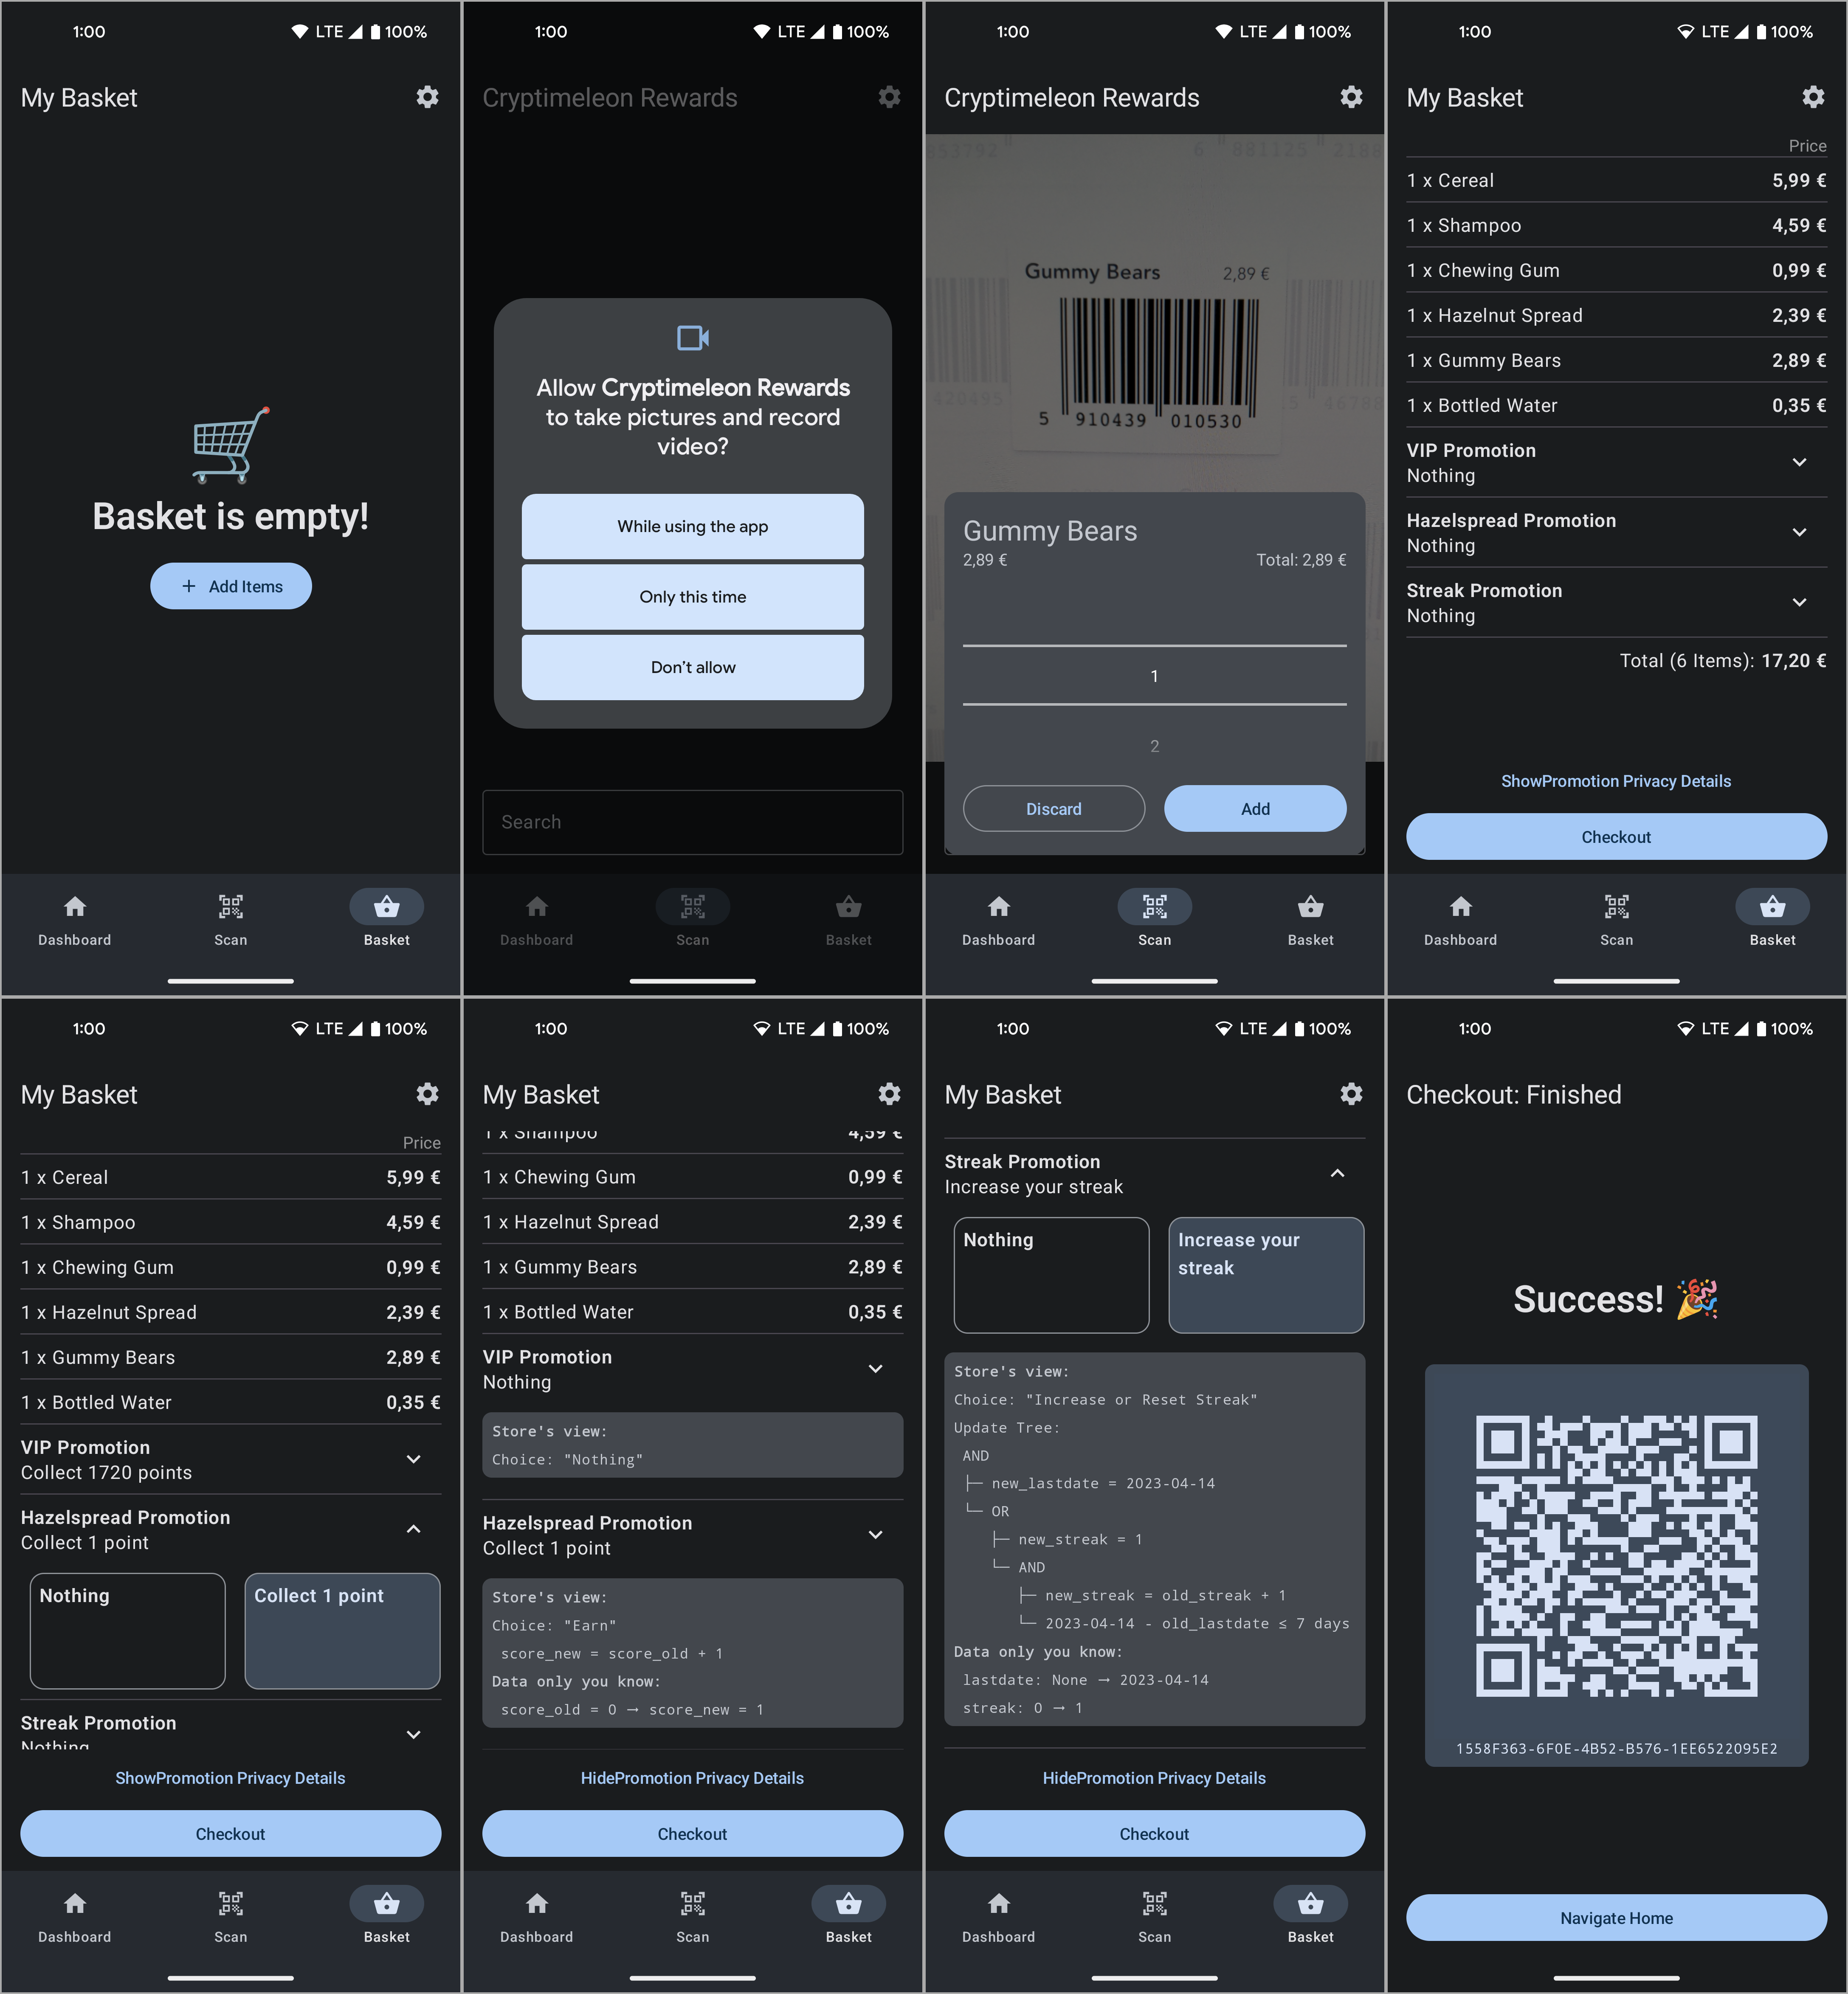 1:00 LTE 100%
My Basket
Basket is empty!
+ Add Items
Dashboard Scan Basket
1:00 LTE 100%
Cryptimeleon Rewards
Allow Cryptimeleon Rewards
to take pictures and record
video?
While using the app
Only this time
Don't allow
Search
Dashboard Scan Basket
1:00 LTE 100%
Cryptimeleon Rewards
853792 6 881125 2188
Gummy Bears 2,89 €
420495
5 46788
5 910439 010530
Gummy Bears
2,89 € Total: 2,89 €
1
2
Discard Add
Dashboard Scan Basket
1:00 LTE 100%
My Basket
Price
1 x Cereal 5,99 €
1 x Shampoo 4,59 €
1 x Chewing Gum 0,99 €
1 x Hazelnut Spread 2,39 €
1 x Gummy Bears 2,89 €
1 x Bottled Water 0,35 €
VIP Promotion
Nothing
Hazelspread Promotion
Nothing
Streak Promotion
Nothing
Total (6 Items): 17,20 €
ShowPromotion Privacy Details
Checkout
Dashboard Scan Basket
1:00 LTE 100%
My Basket
Price
1 x Cereal 5,99 €
1 x Shampoo 4,59 €
1 x Chewing Gum 0,99 €
1 x Hazelnut Spread 2,39 €
1 x Gummy Bears 2,89 €
1 x Bottled Water 0,35 €
VIP Promotion
Collect 1720 points
Hazelspread Promotion
Collect 1 point
Nothing Collect 1 point
Streak Promotion
Nothing
ShowPromotion Privacy Details
Checkout
Dashboard Scan Basket
1:00 LTE 100%
My Basket
1 x Shampoo 4,59 €
1 x Chewing Gum 0,99 €
1 x Hazelnut Spread 2,39 €
1 x Gummy Bears 2,89 €
1 x Bottled Water 0,35 €
VIP Promotion
Nothing
Store's view:
Choice: "Nothing"
Hazelspread Promotion
Collect 1 point
Store's view:
Choice: "Earn"
score_new = score_old + 1
Data only you know:
score_old = 0 → score_new = 1
HidePromotion Privacy Details
Checkout
Dashboard Scan Basket
1:00 LTE 100%
My Basket
Streak Promotion
Increase your streak
Nothing Increase your
streak
Store's view:
Choice: "Increase or Reset Streak"
Update Tree:
AND
├─ new_lastdate = 2023-04-14
└─ OR
├─ new_streak = 1
└─ AND
├─ new_streak = old_streak + 1
└─ 2023-04-14 - old_lastdate ≤ 7 days
Data only you know:
lastdate: None → 2023-04-14
streak: 0 → 1
HidePromotion Privacy Details
Checkout
Dashboard Scan Basket
1:00 LTE 100%
Checkout: Finished
Success! 🎉
1558F363-6F0E-4B52-B576-1EE6522095E2
Navigate Home